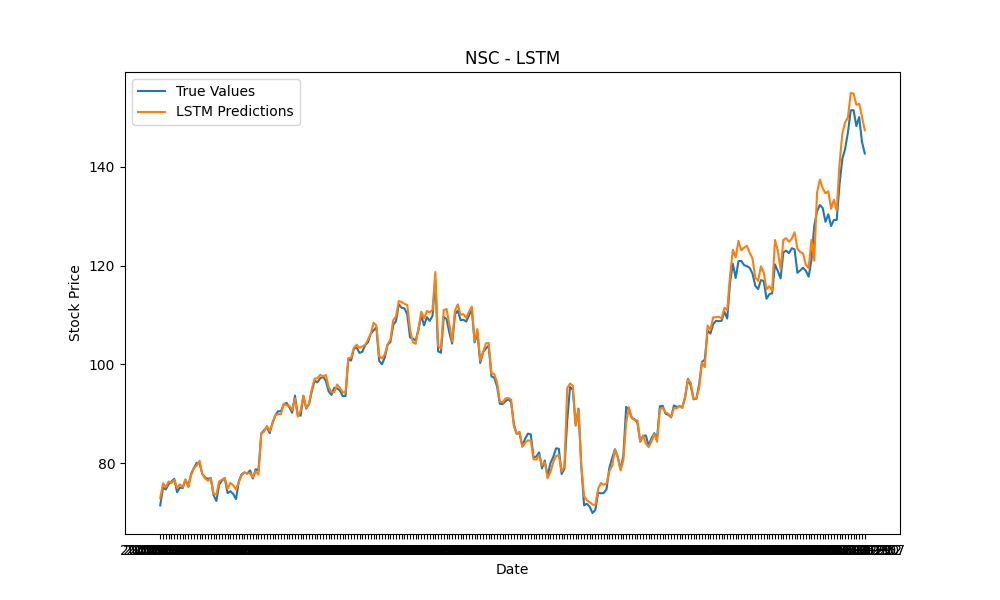 NSC - LSTM
True Values
LSTM Predictions
Stock Price
140
120
100
80
Date